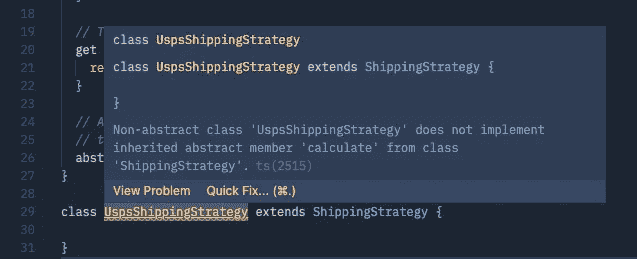 18
19 // T
class UspsShippingStrategy
20 get
21 re
class UspsShippingStrategy extends ShippingStrategy {
22 }
23
}
24 // A
Non-abstract class 'UspsShippingStrategy' does not implement
25 // t
inherited abstract member 'calculate' from class
26 abst
'ShippingStrategy'. ts(2515)
27 }
28
View Problem Quick Fix... (⌘.)
29 class UspsShippingStrategy extends ShippingStrategy {
30
31 }